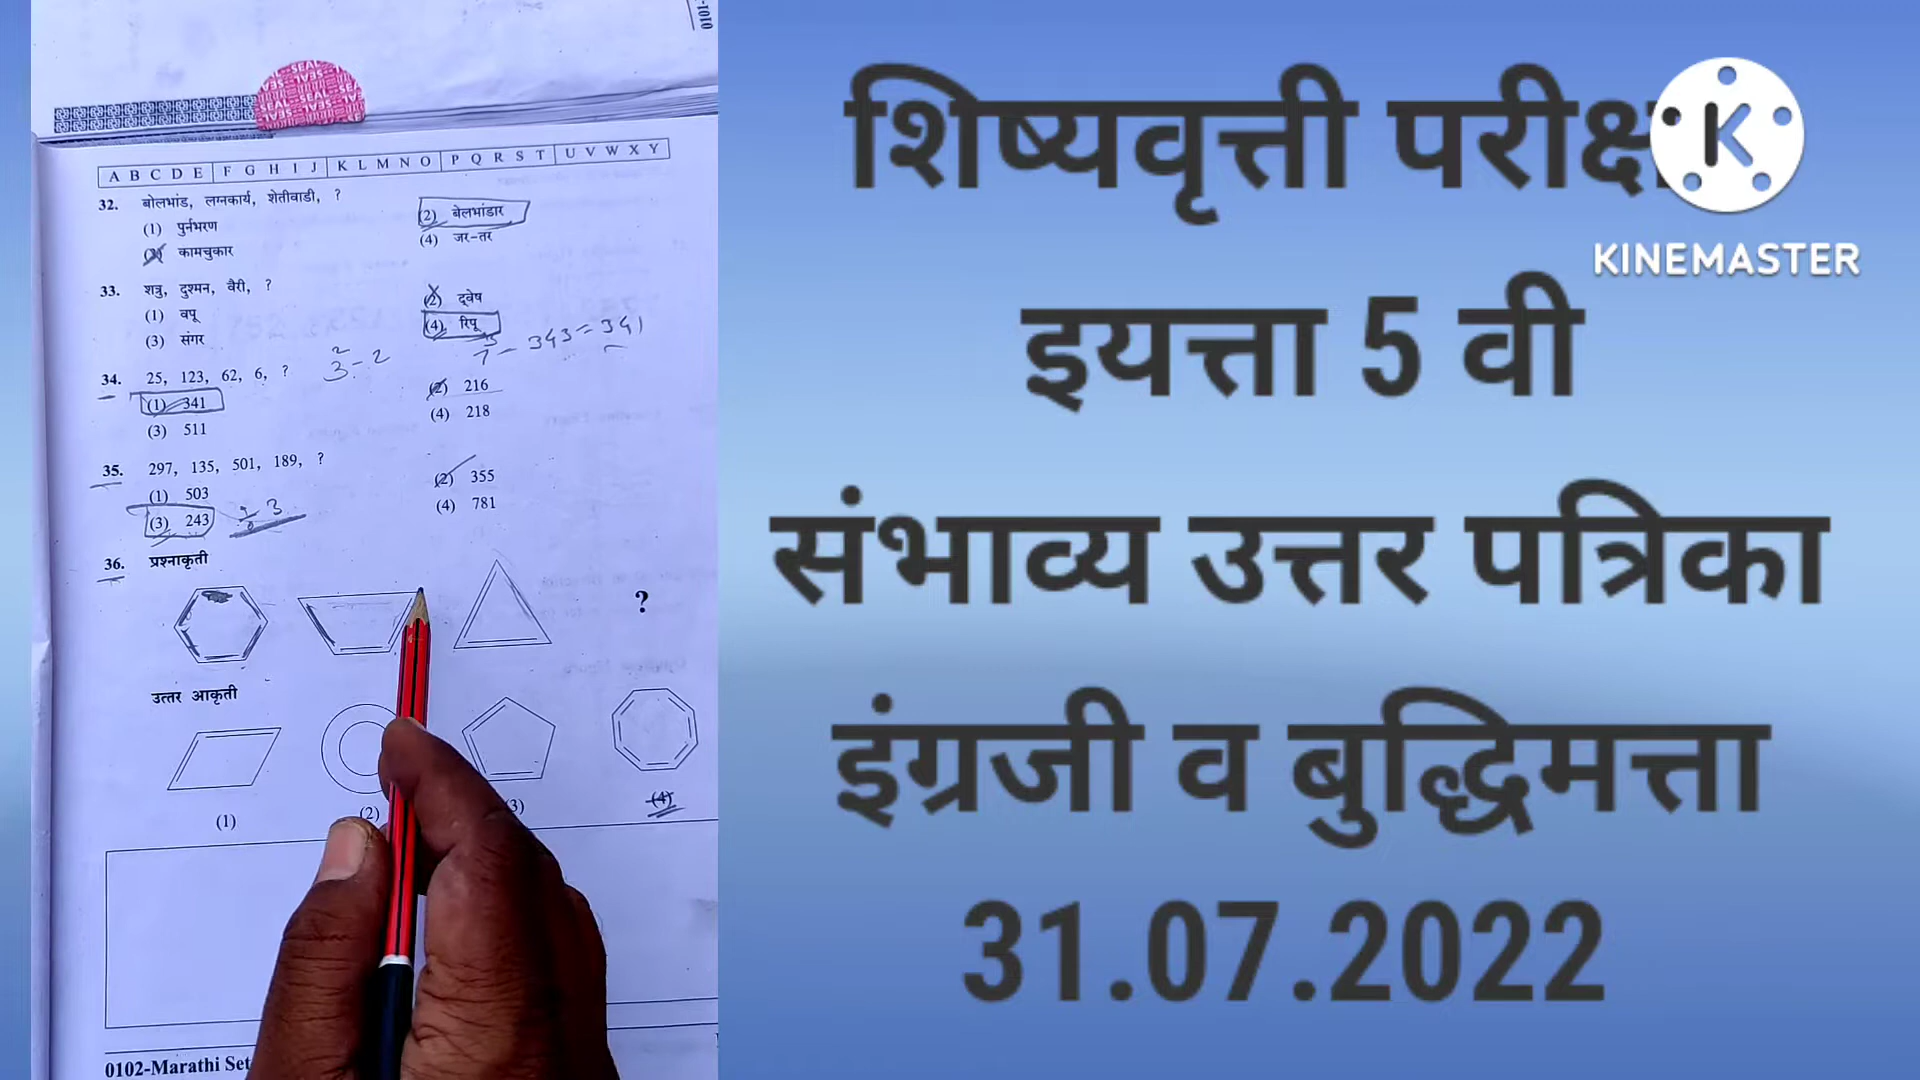 -1010
A B C D E F G H I J K L M N O P Q R S T U V W X Y
32. बोलभांड, लग्नकार्य, शेतीवाडी, ?
(1) पुर्नभरण (2) बेलभांडार
(3) कामचुकार (4) जर-तर
33. शत्रु, दुश्मन, वैरी, ?
(1) वपू (2) द्वेष
(3) संगर (4) रिपू
34. 25, 123, 62, 6, ?
(1) 341 (2) 216
(3) 511 (4) 218
35. 297, 135, 501, 189, ?
(1) 503 (2) 355
(3) 243 (4) 781
36. प्रश्नाकृती
?
उत्तर आकृती
(1) (2) (3) (4)
0102-Marathi Set
शिष्यवृत्ती परीक्ष
इयत्ता 5 वी
संभाव्य उत्तर पत्रिका
इंग्रजी व बुद्धिमत्ता
31.07.2022
K
KINEMASTER